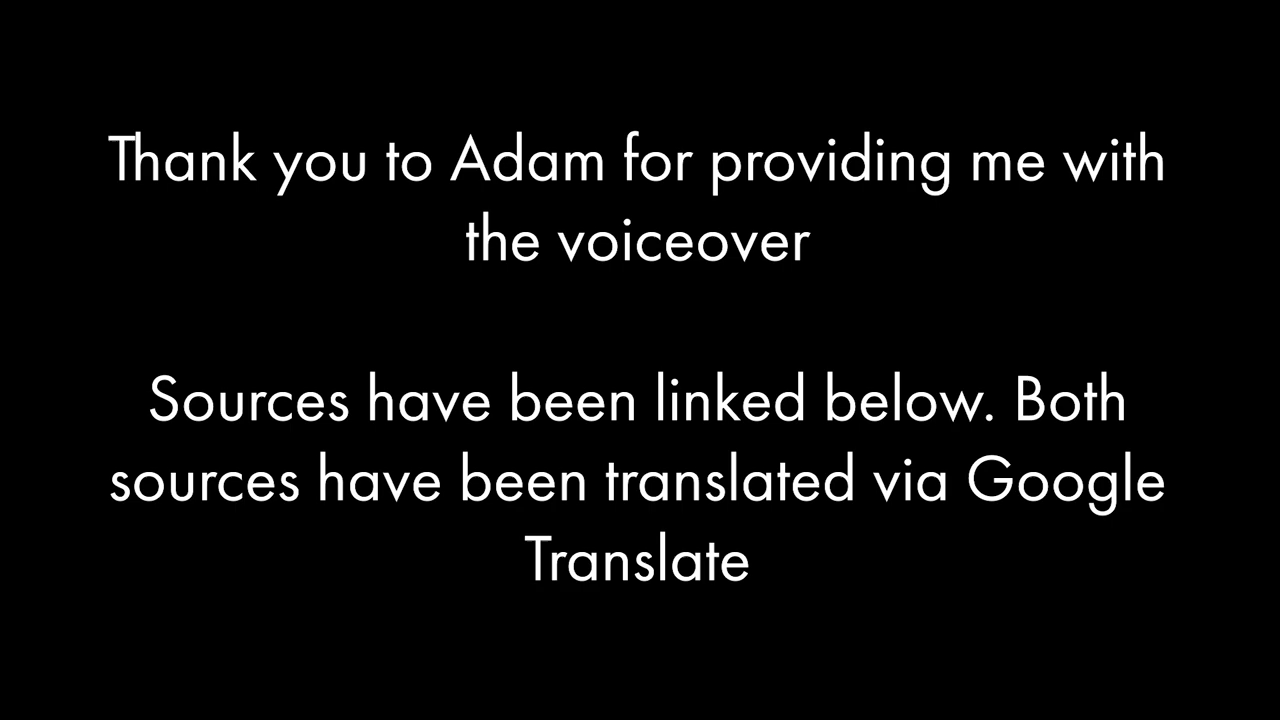 Thank you to Adam for providing me with
the voiceover
Sources have been linked below. Both
sources have been translated via Google
Translate